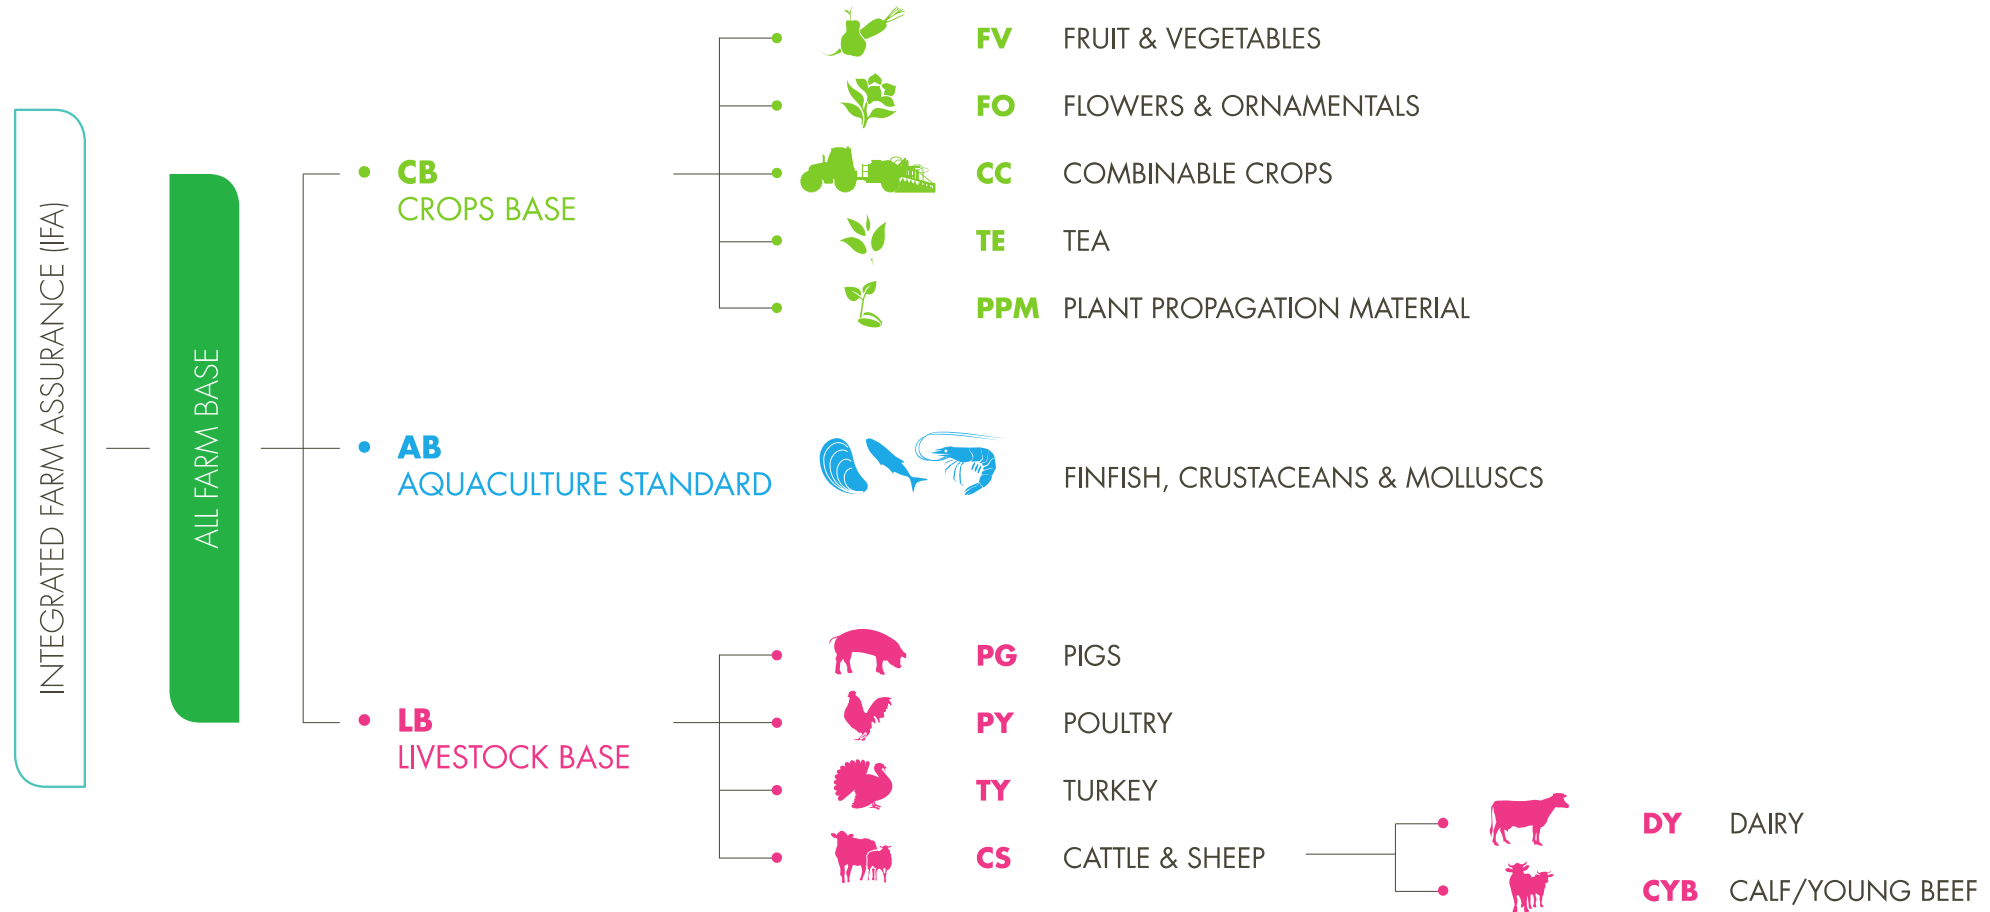 INTEGRATED FARM ASSURANCE (IFA)
ALL FARM BASE
CB
CROPS BASE
FV FRUIT & VEGETABLES
FO FLOWERS & ORNAMENTALS
CC COMBINABLE CROPS
TE TEA
PPM PLANT PROPAGATION MATERIAL
AB
AQUACULTURE STANDARD
FINFISH, CRUSTACEANS & MOLLUSCS
LB
LIVESTOCK BASE
PG PIGS
PY POULTRY
TY TURKEY
CS CATTLE & SHEEP
DY DAIRY
CYB CALF/YOUNG BEEF